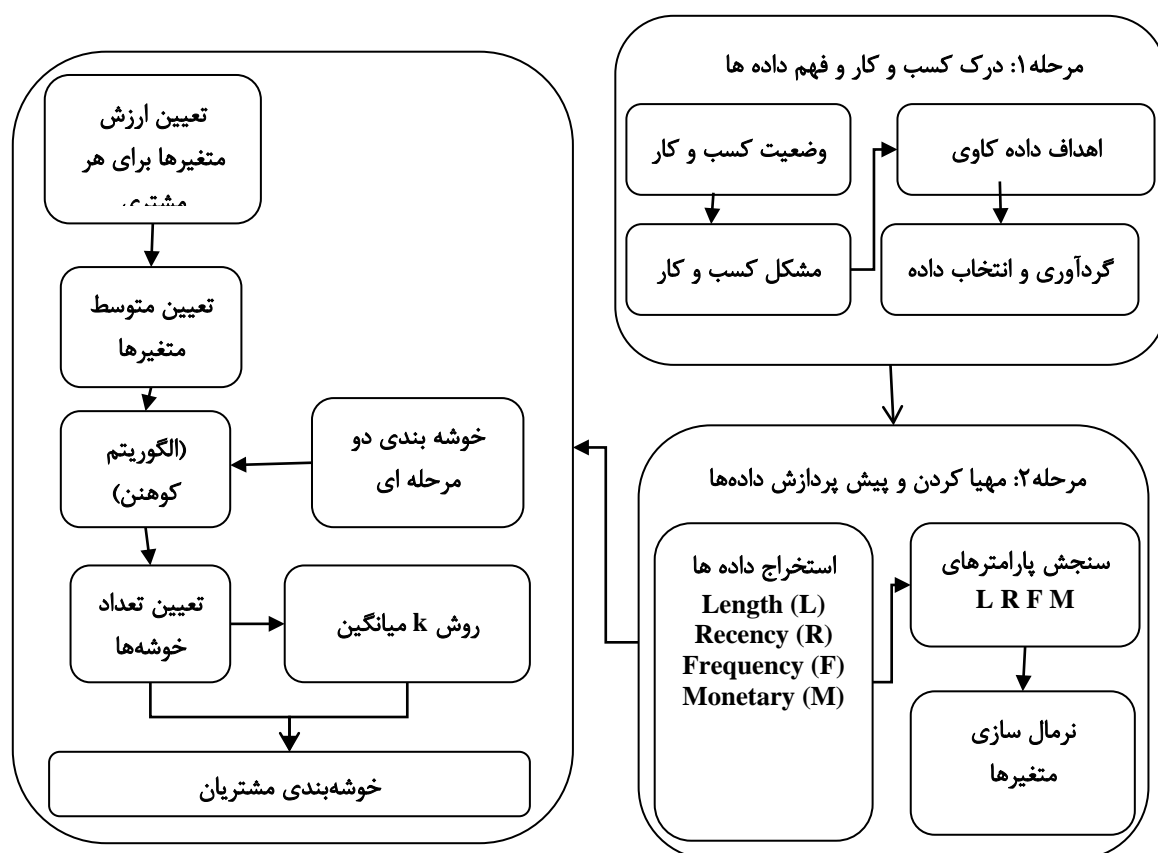 مرحله۱: درک کسب و کار و فهم داده ها
وضعیت کسب و کار
مشکل کسب و کار
اهداف داده کاوی
گردآوری و انتخاب داده
مرحله۲: مهیا کردن و پیش پردازش داده‌ها
استخراج داده ها
Length (L)
Recency (R)
Frequency (F)
Monetary (M)
سنجش پارامترهای
L R F M
نرمال سازی
متغیرها
تعیین ارزش
متغیرها برای هر
مشتری
تعیین متوسط
متغیرها
خوشه بندی دو
مرحله ای
(الگوریتم
کوهنن)
تعیین تعداد
خوشه‌ها
روش k میانگین
خوشه‌بندی مشتریان